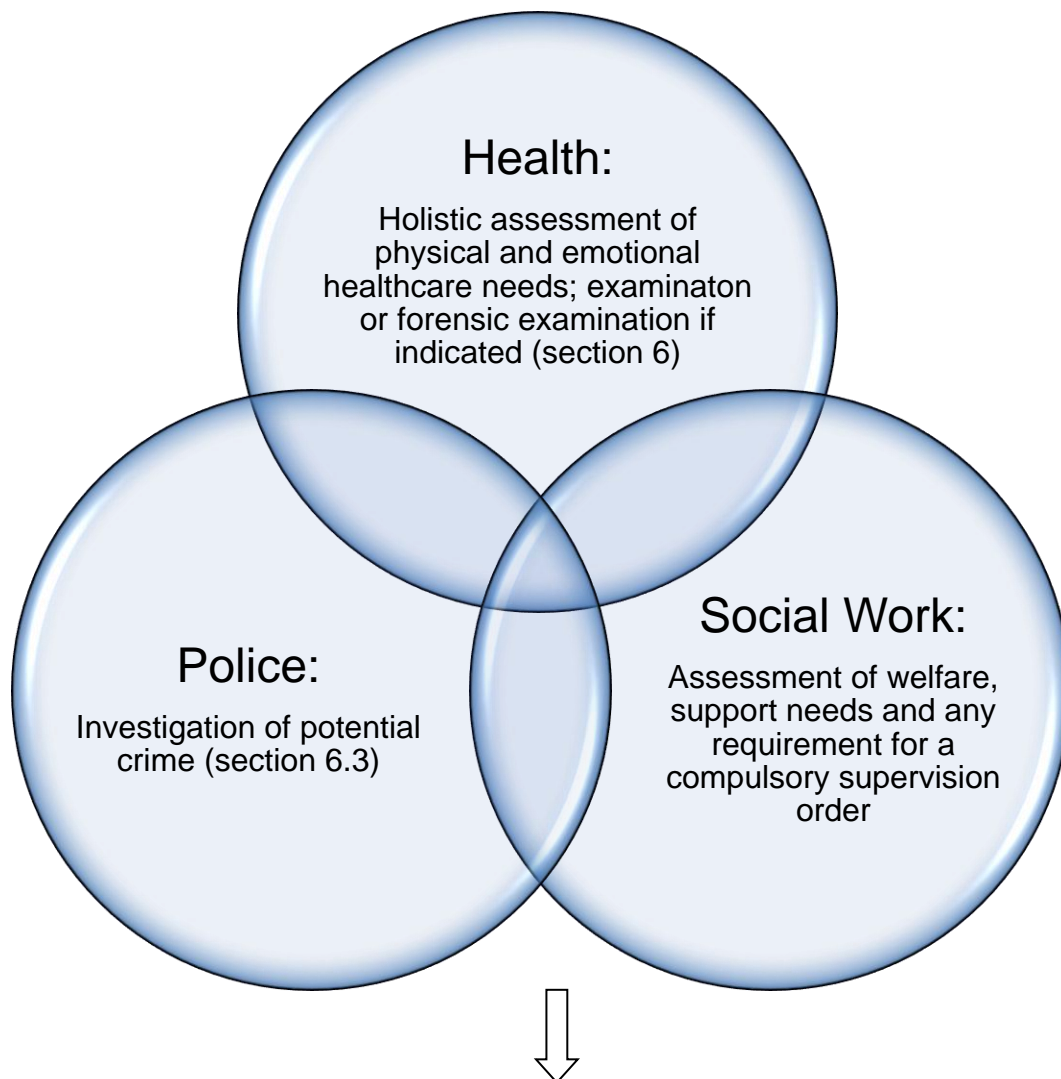 Health:
Holistic assessment of
physical and emotional
healthcare needs; examinaton
or forensic examination if
indicated (section 6)
Police:
Investigation of potential
crime (section 6.3)
Social Work:
Assessment of welfare,
support needs and any
requirement for a
compulsory supervision
order